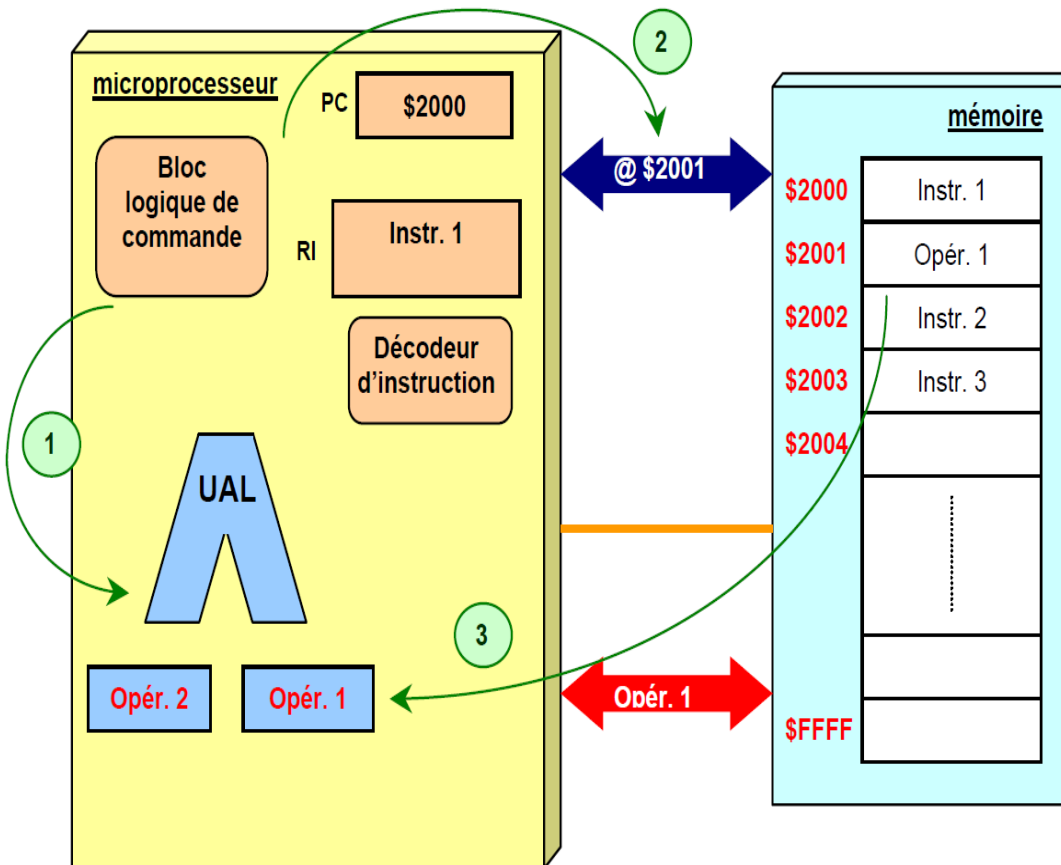 2
microprocesseur
PC
$2000
mémoire
Bloc
logique de
commande
@ $2001
$2000
Instr. 1
RI
Instr. 1
$2001
Opér. 1
$2002
Instr. 2
Décodeur
d'instruction
$2003
Instr. 3
1
$2004
UAL
3
Opér. 2
Opér. 1
Opér. 1
$FFFF